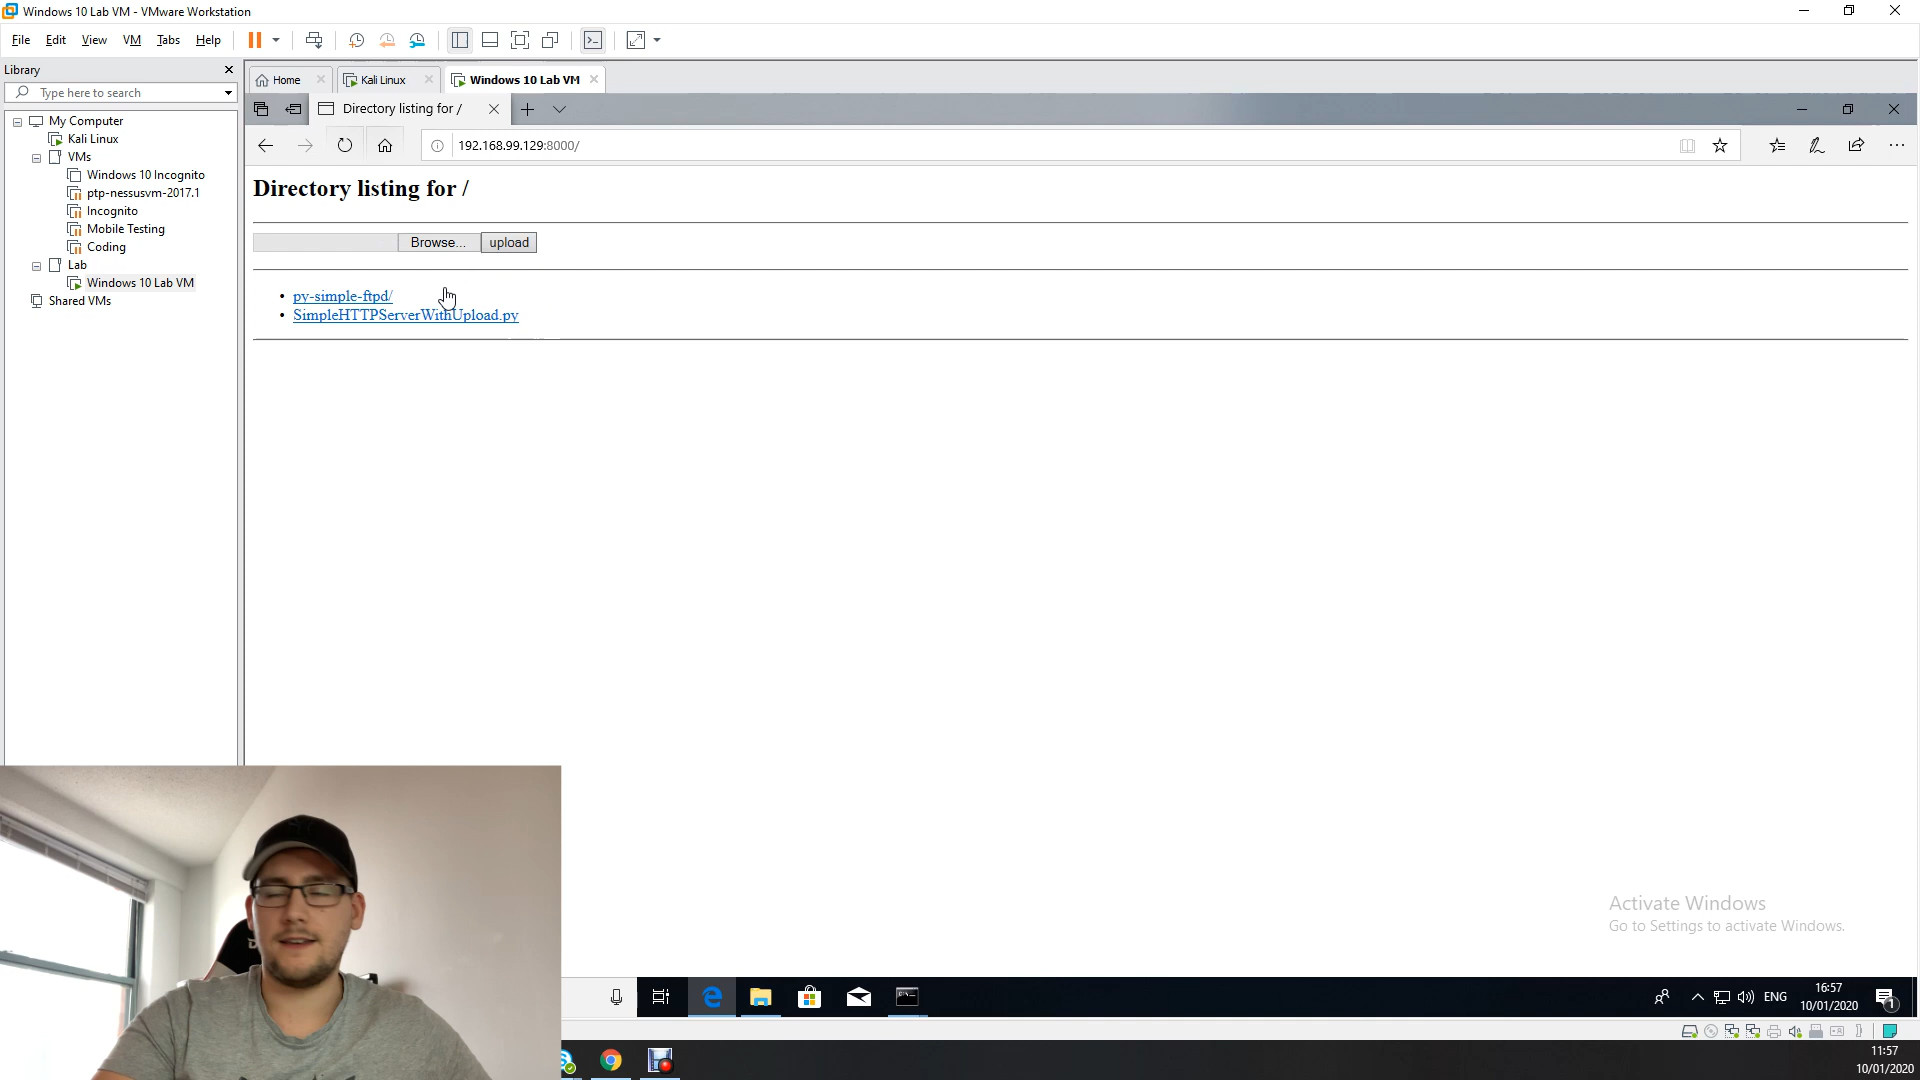 Windows 10 Lab VM - VMware Workstation
File Edit View VM Tabs Help
Library
Type here to search
My Computer
Kali Linux
VMs
Windows 10 Incognito
ptp-nessusvm-2017.1
Incognito
Mobile Testing
Coding
Lab
Windows 10 Lab VM
Shared VMs
Home
Kali Linux
Windows 10 Lab VM
Directory listing for /
192.168.99.129:8000/
Directory listing for /
Browse...
upload
py-simple-ftpd/
SimpleHTTPServerWithUpload.py
Activate Windows
Go to Settings to activate Windows.
ENG
16:57
10/01/2020
1
11:57
10/01/2020